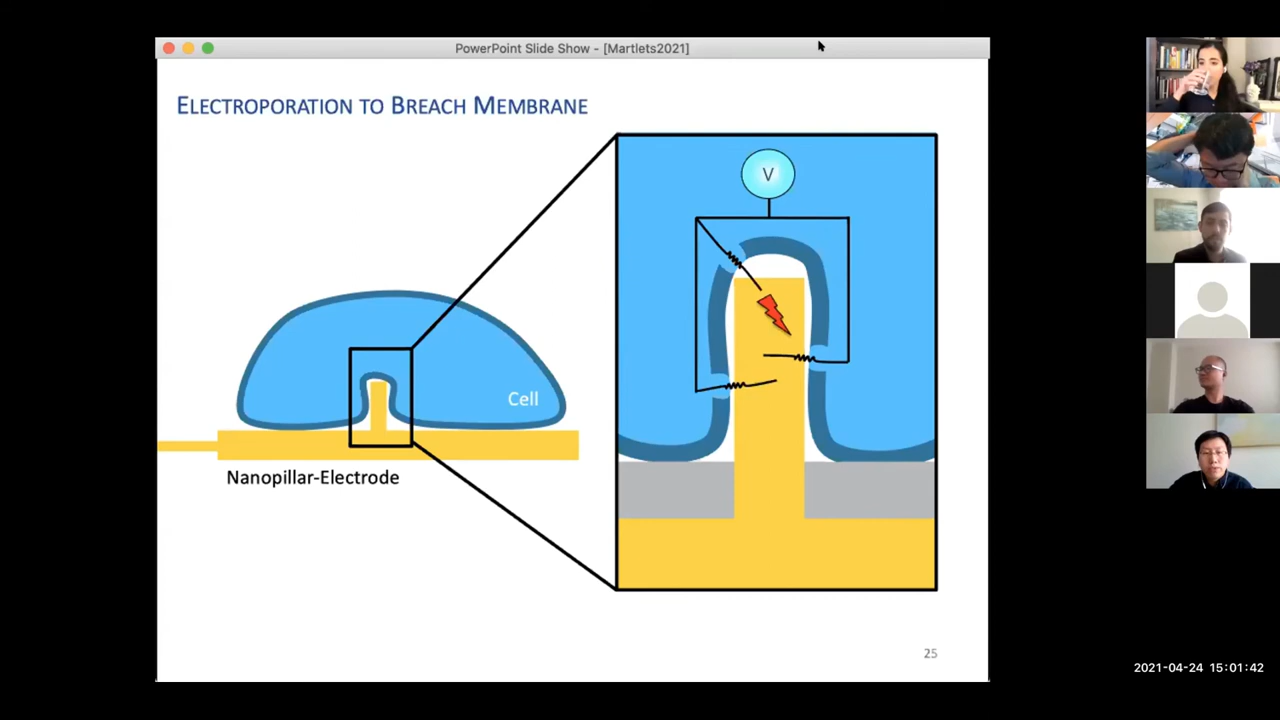 PowerPoint Slide Show - [Martlets2021]
ELECTROPORATION TO BREACH MEMBRANE
V
Cell
Nanopillar-Electrode
25
2021-04-24 15:01:42